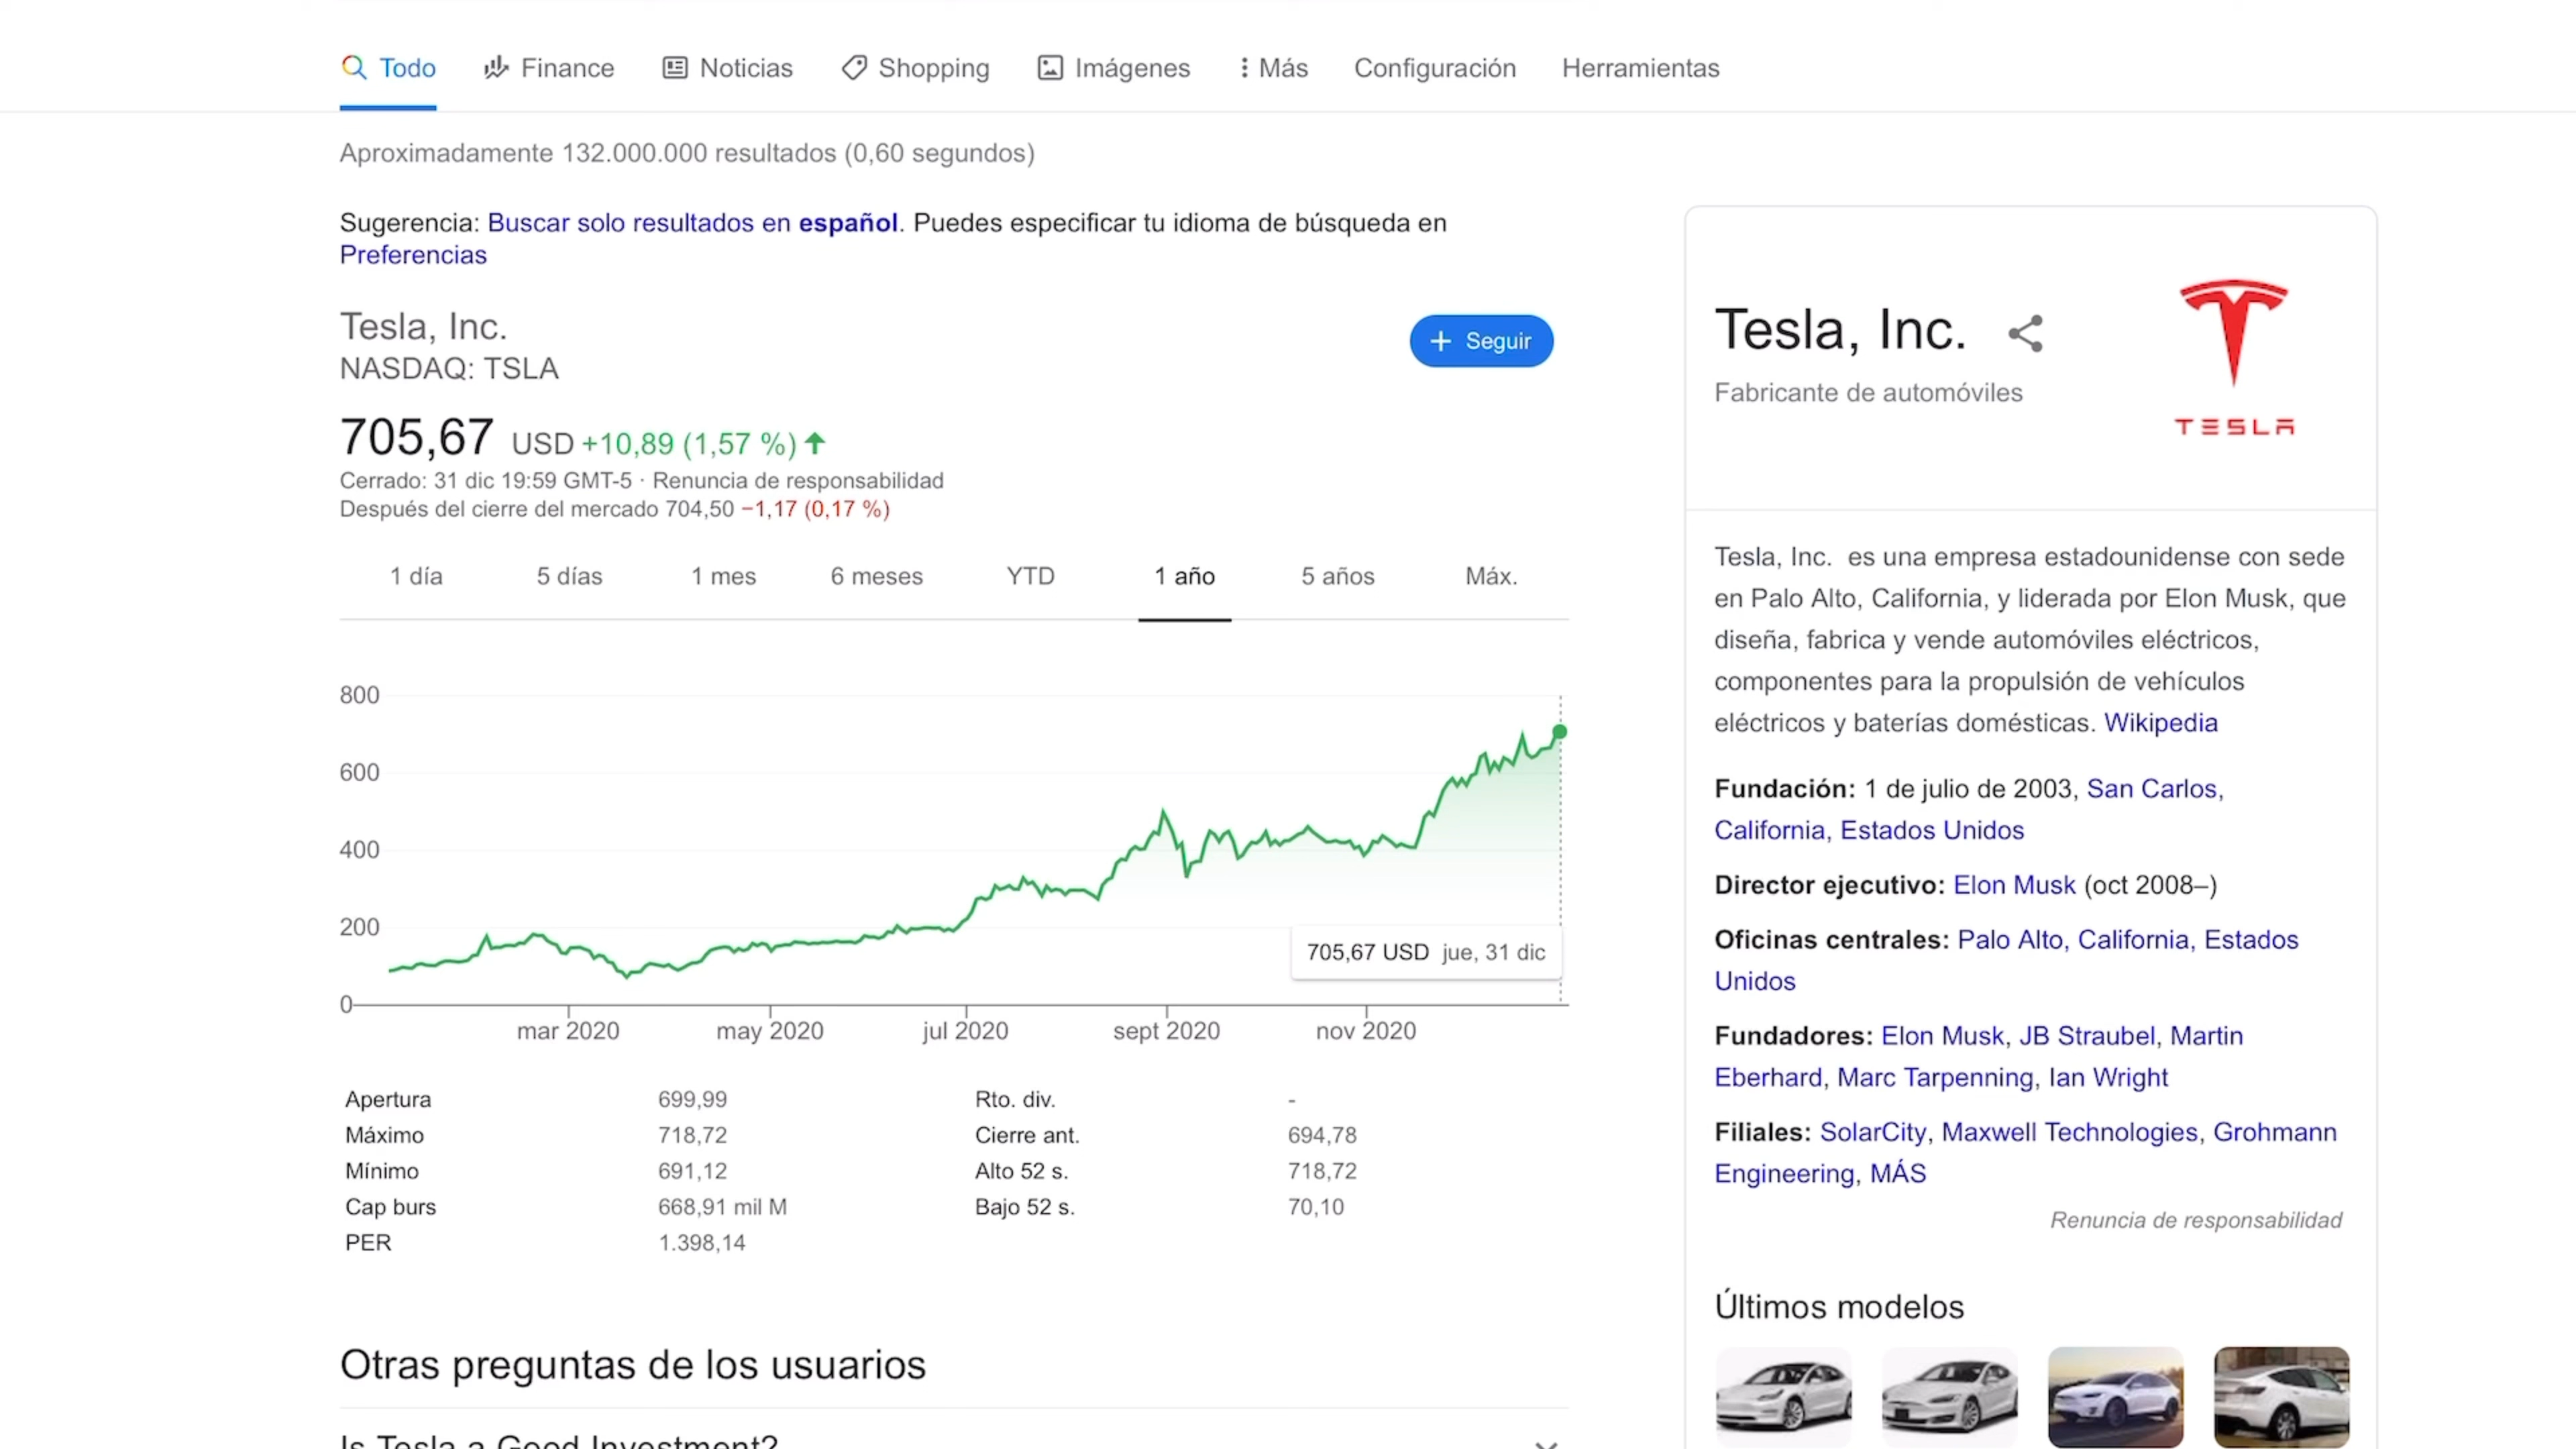 Todo Finance Noticias Shopping Imágenes Más Configuración Herramientas
Aproximadamente 132.000.000 resultados (0,60 segundos)
Sugerencia: Buscar solo resultados en español. Puedes especificar tu idioma de búsqueda en
Preferencias
Tesla, Inc.
NASDAQ: TSLA
+ Seguir
705,67 USD +10,89 (1,57 %)
Cerrado: 31 dic 19:59 GMT-5 · Renuncia de responsabilidad
Después del cierre del mercado 704,50 −1,17 (0,17 %)
1 día 5 días 1 mes 6 meses YTD 1 año 5 años Máx.
800
600
400
200
0
705,67 USD jue, 31 dic
mar 2020 may 2020 jul 2020 sept 2020 nov 2020
Apertura 699,99 Rto. div. -
Máximo 718,72 Cierre ant. 694,78
Mínimo 691,12 Alto 52 s. 718,72
Cap burs 668,91 mil M Bajo 52 s. 70,10
PER 1.398,14
Otras preguntas de los usuarios
Is Tesla a Good Investment?
Tesla, Inc.
Fabricante de automóviles
TESLA
Tesla, Inc. es una empresa estadounidense con sede
en Palo Alto, California, y liderada por Elon Musk, que
diseña, fabrica y vende automóviles eléctricos,
componentes para la propulsión de vehículos
eléctricos y baterías domésticas. Wikipedia
Fundación: 1 de julio de 2003, San Carlos,
California, Estados Unidos
Director ejecutivo: Elon Musk (oct 2008–)
Oficinas centrales: Palo Alto, California, Estados
Unidos
Fundadores: Elon Musk, JB Straubel, Martin
Eberhard, Marc Tarpenning, Ian Wright
Filiales: SolarCity, Maxwell Technologies, Grohmann
Engineering, MÁS
Renuncia de responsabilidad
Últimos modelos